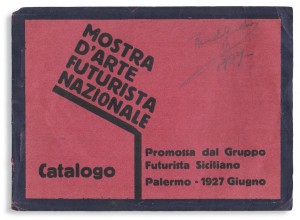 MOSTRA
D'ARTE
FUTURISTA
NAZIONALE
Catalogo
Promossa dal Gruppo
Futurista Siciliano
Palermo - 1927 Giugno